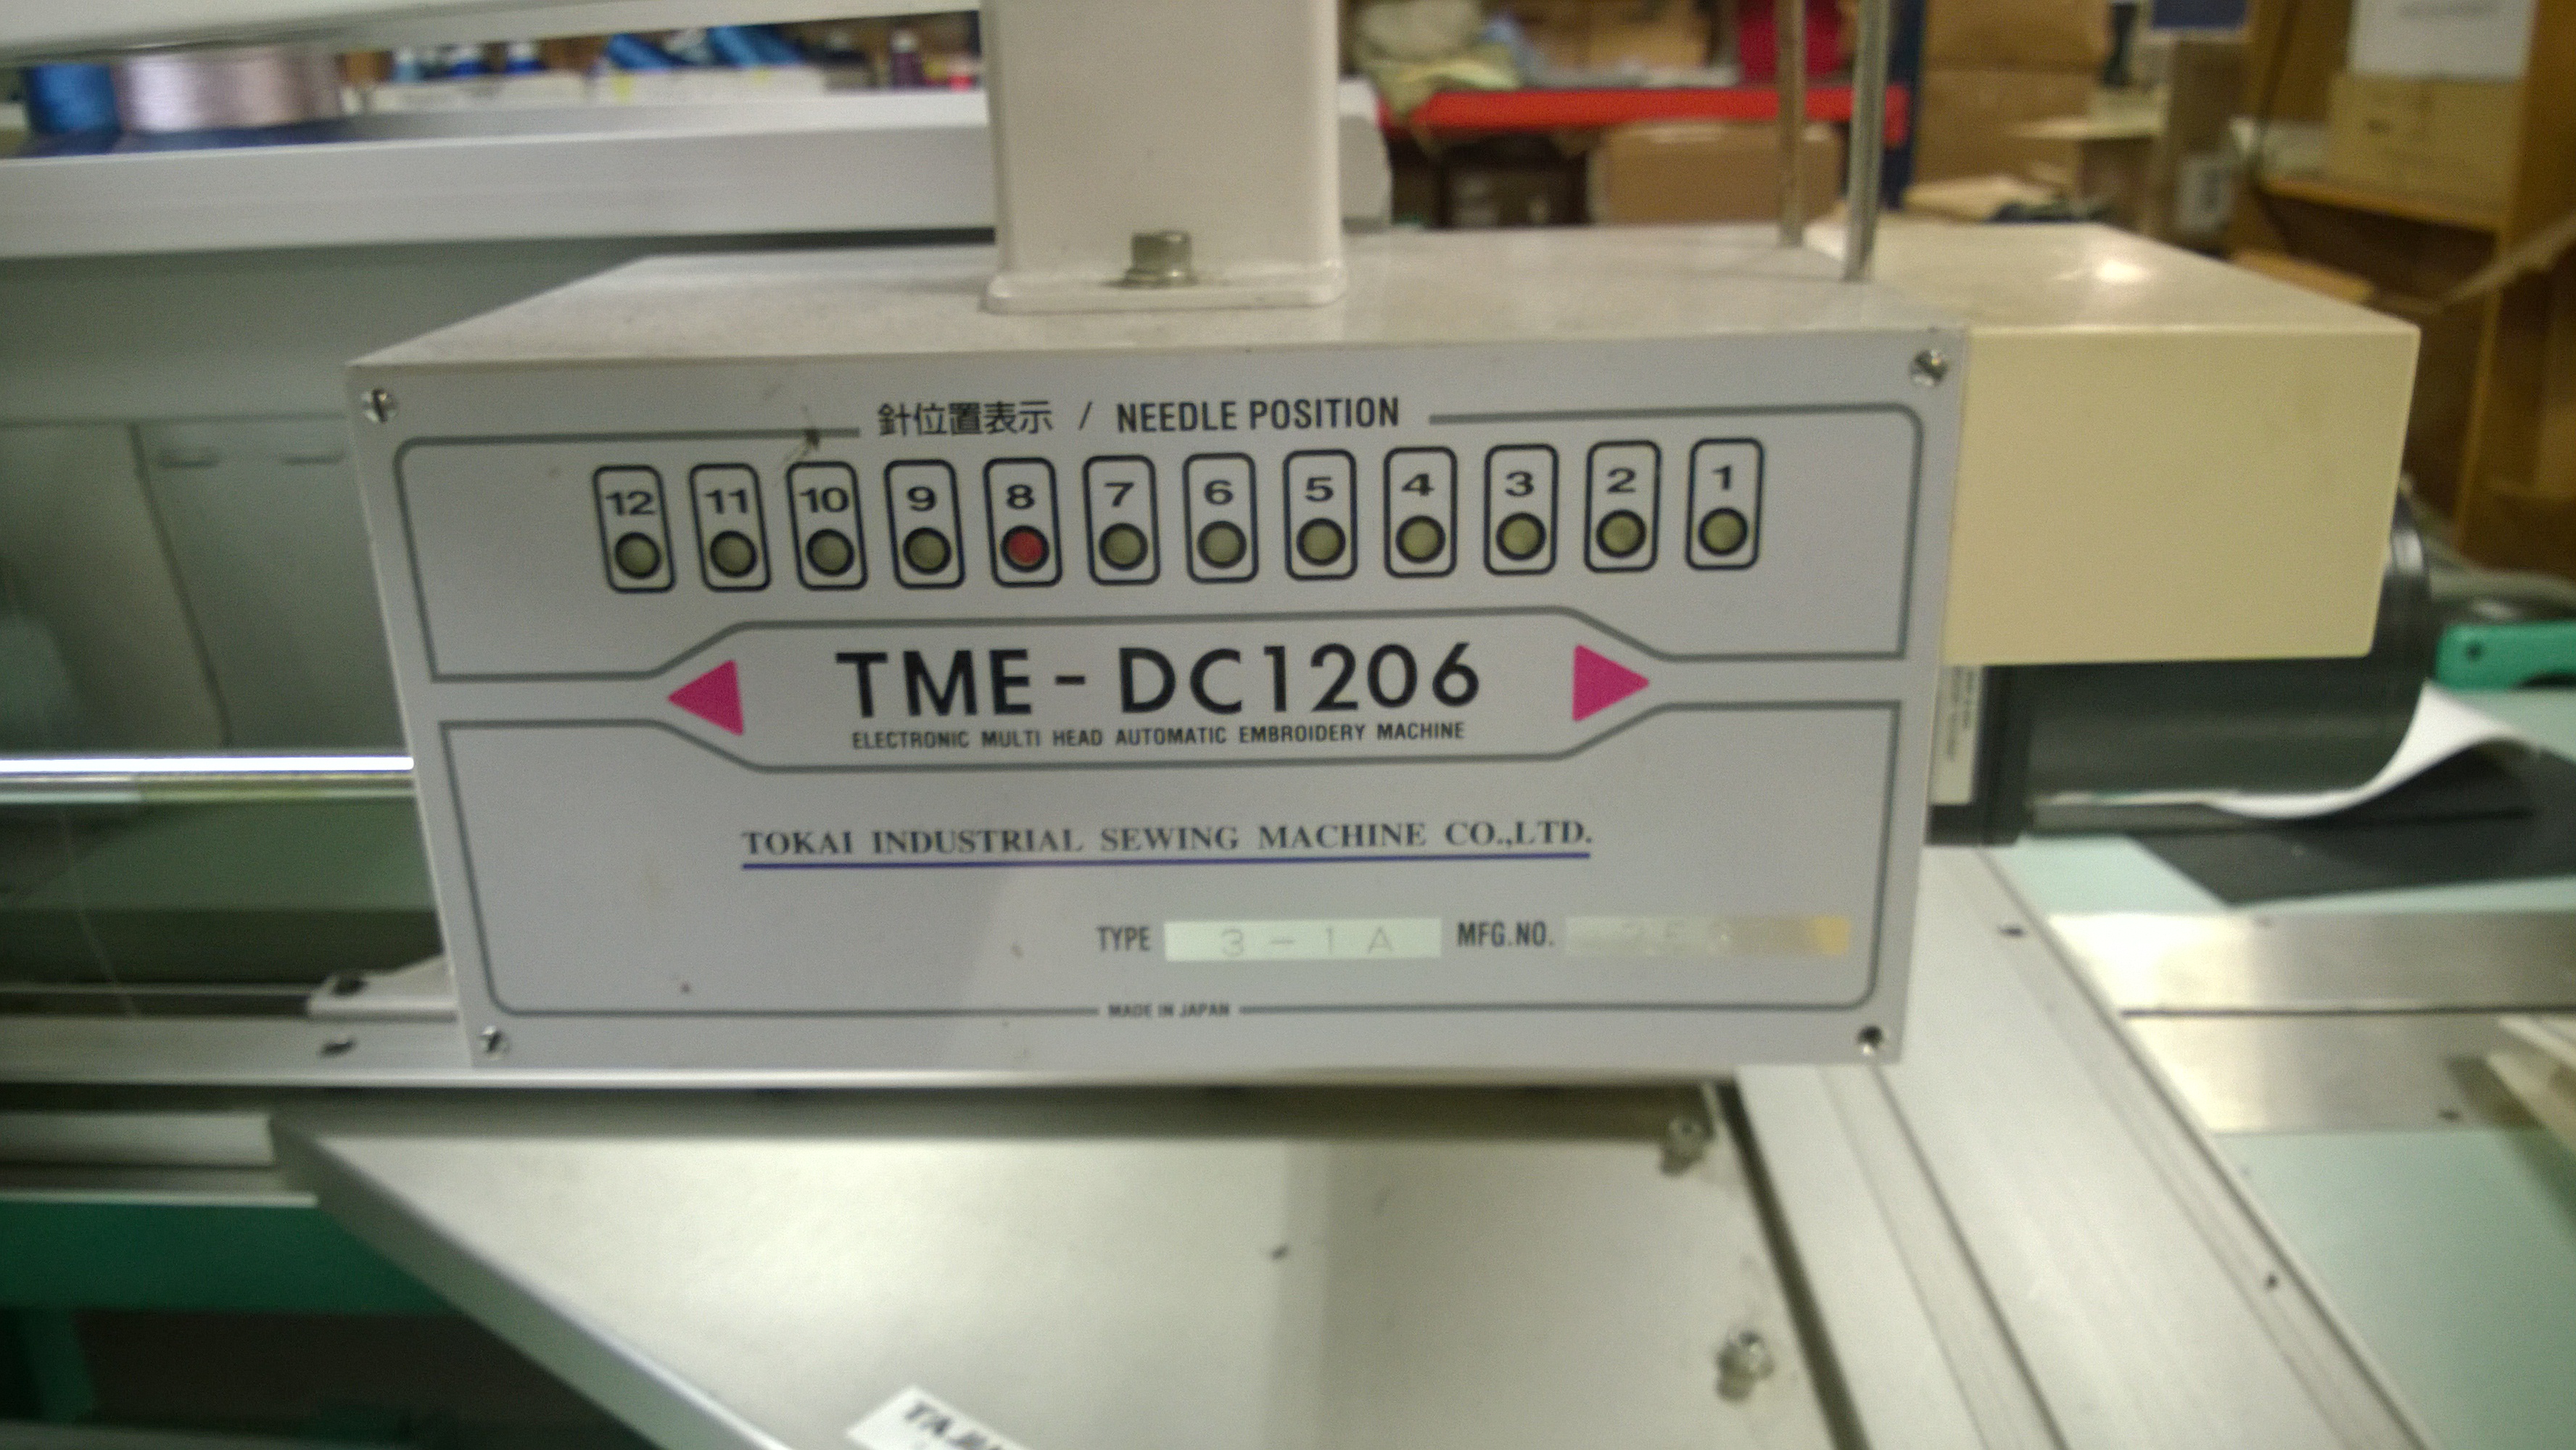 針位置表示 / NEEDLE POSITION
12 11 10 9 8 7 6 5 4 3 2 1
TME-DC1206
ELECTRONIC MULTI HEAD AUTOMATIC EMBROIDERY MACHINE
TOKAI INDUSTRIAL SEWING MACHINE CO.,LTD.
TYPE 3-1A MFG.NO.
MADE IN JAPAN